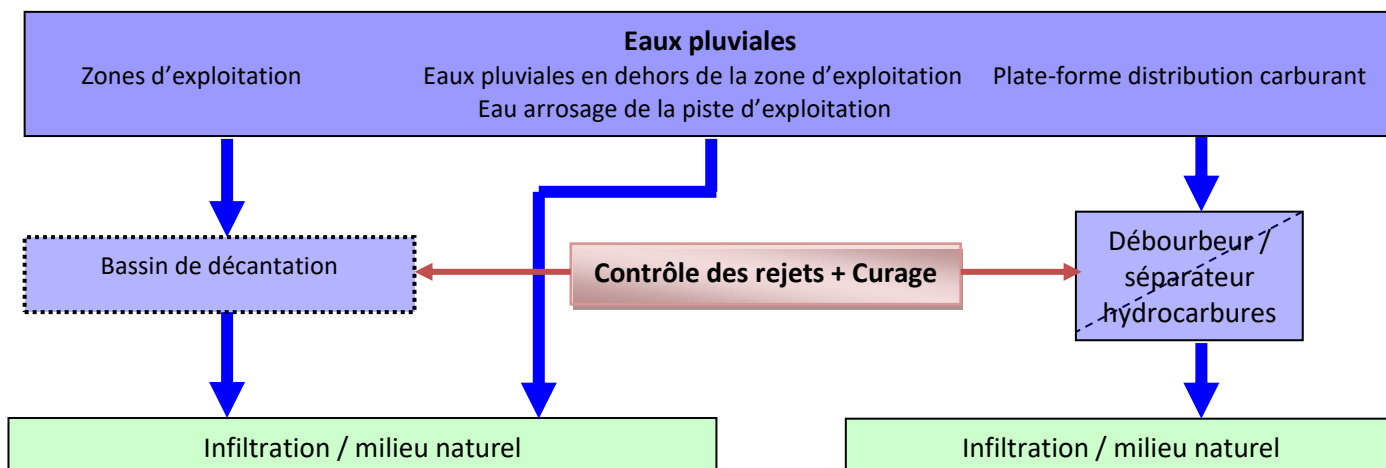 Eaux pluviales
Zones d’exploitation
Eaux pluviales en dehors de la zone d’exploitation
Plate-forme distribution carburant
Eau arrosage de la piste d’exploitation
Bassin de décantation
Contrôle des rejets + Curage
Débourbeur /
séparateur
hydrocarbures
Infiltration / milieu naturel
Infiltration / milieu naturel